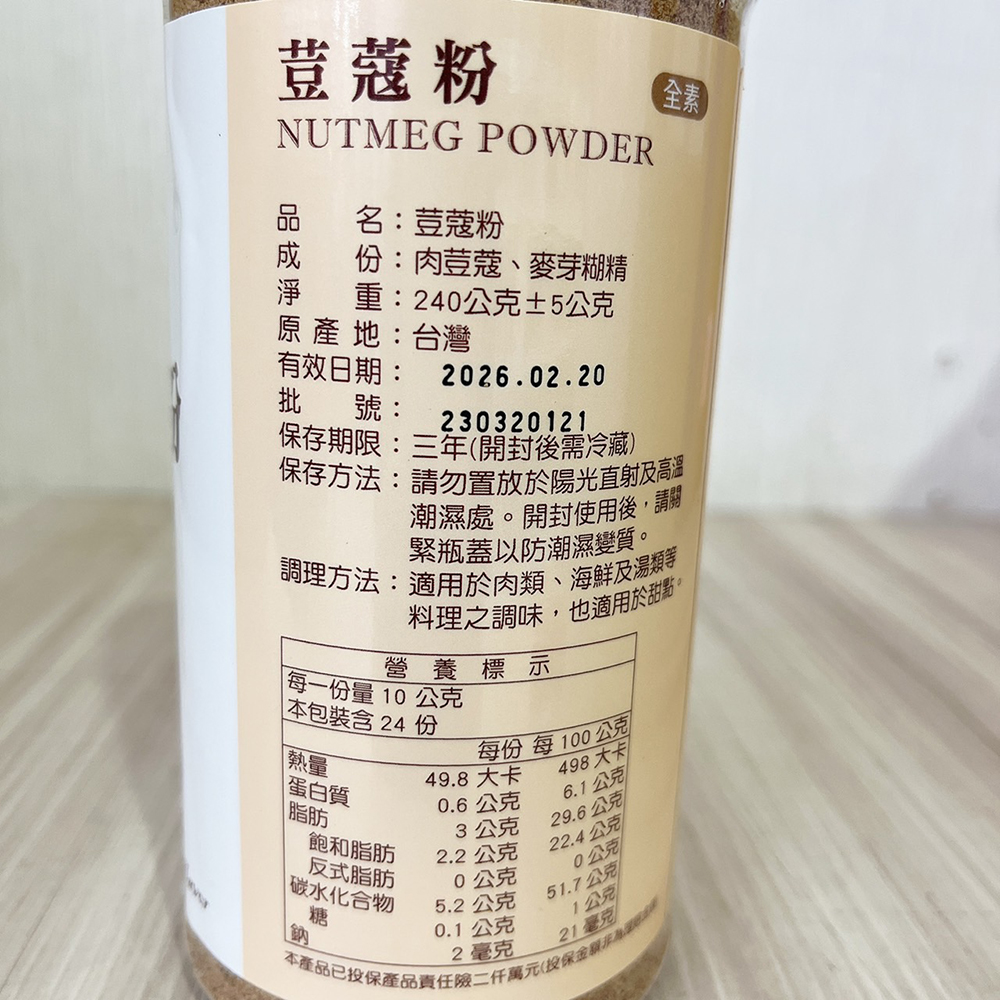 荳蔻粉
全素
NUTMEG POWDER
品名：荳蔻粉
成份：肉荳蔻、麥芽糊精
淨重：240公克±5公克
原產地：台灣
有效日期：2026.02.20
批號：230320121
保存期限：三年(開封後需冷藏)
保存方法：請勿置放於陽光直射及高溫
潮濕處。開封使用後，請關
緊瓶蓋以防潮濕變質。
調理方法：適用於肉類、海鮮及湯類等
料理之調味，也適用於甜點。
營養標示
每一份量 10 公克
本包裝含 24 份
每份 每 100 公克
熱量 49.8 大卡 498 大卡
蛋白質 0.6 公克 6.1 公克
脂肪 3 公克 29.6 公克
飽和脂肪 2.2 公克 22.4 公克
反式脂肪 0 公克 0 公克
碳水化合物 5.2 公克 51.7 公克
糖 0.1 公克 1 公克
鈉 2 毫克 21 毫克
本產品已投保產品責任險二仟萬元(投保金額非為